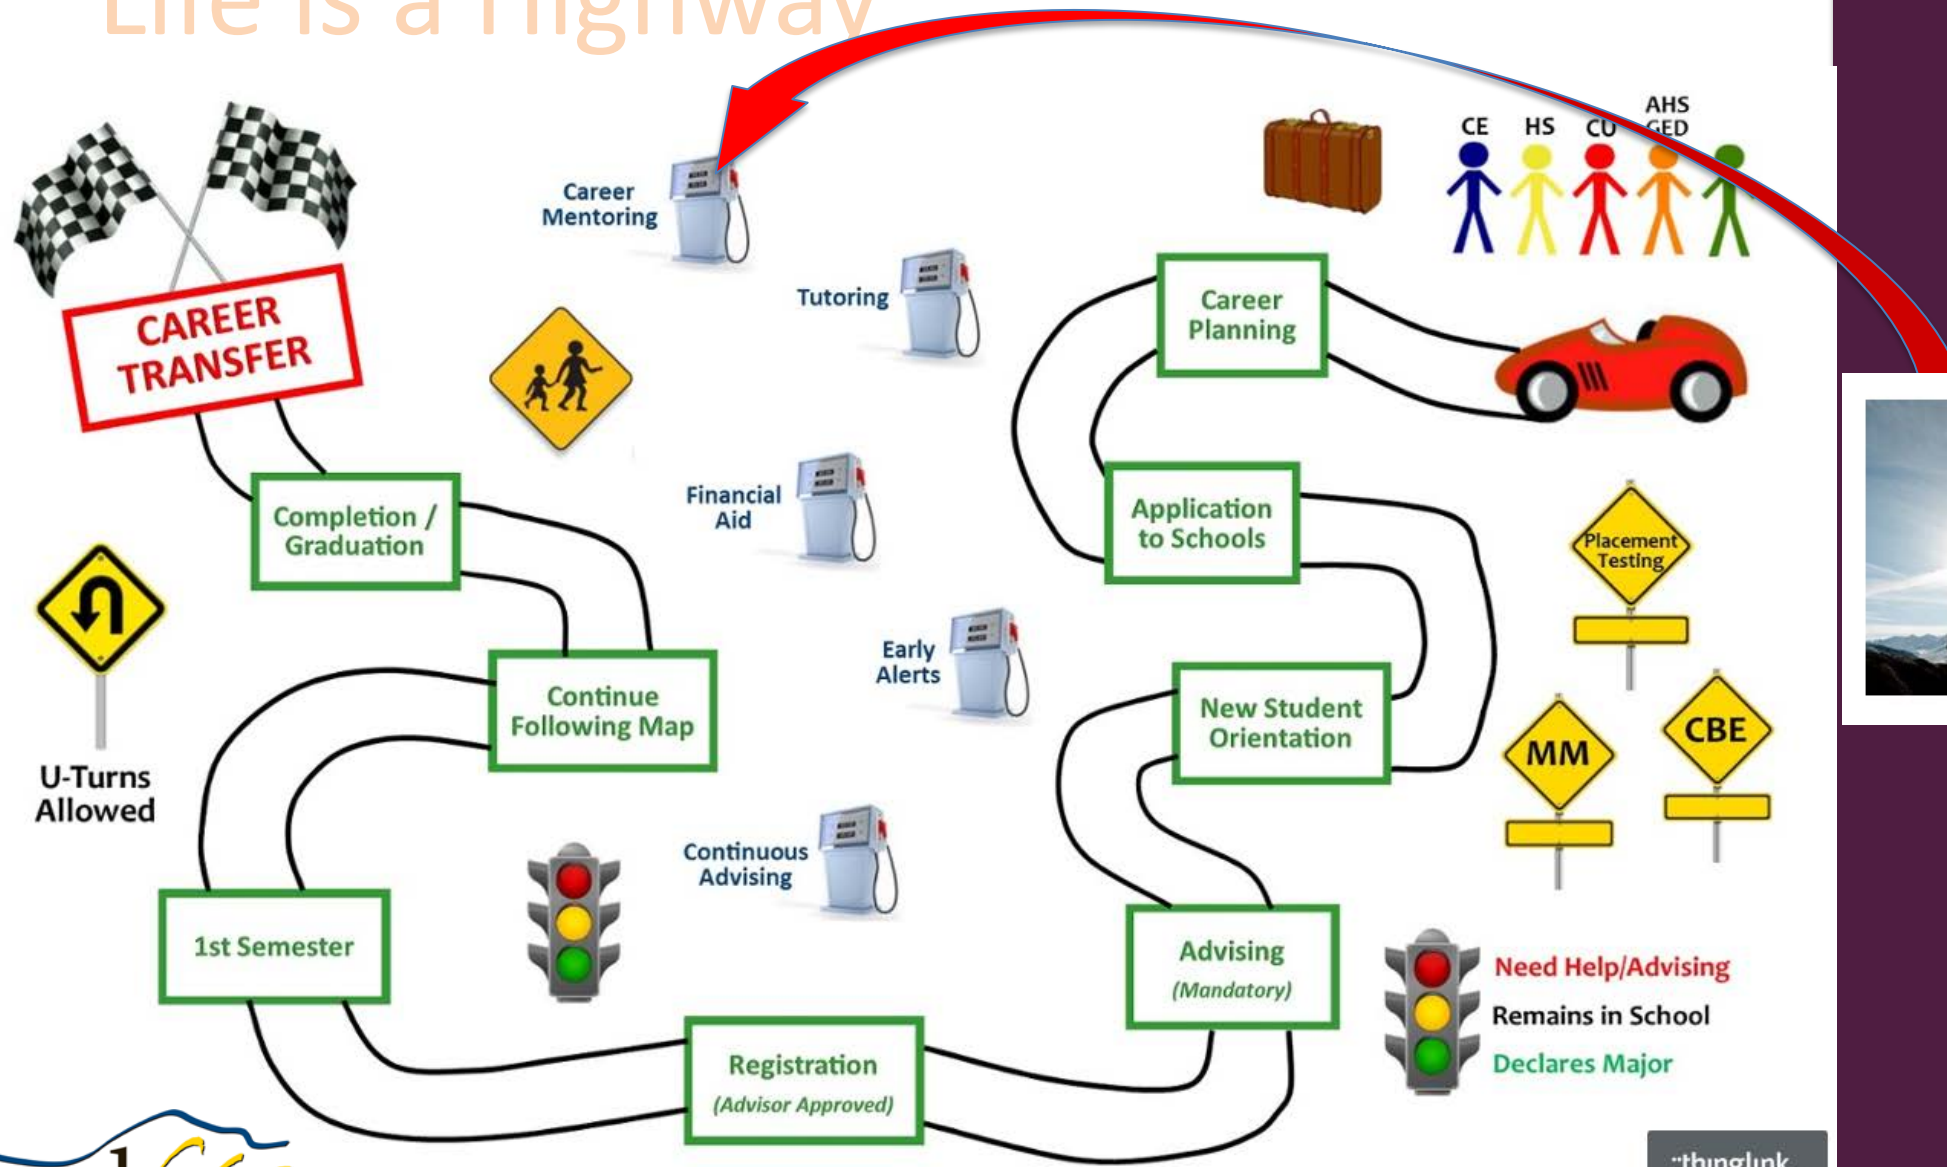 Life is a Highway
AHS
CE HS CU GED
Career
Mentoring
Tutoring
Career
Planning
CAREER
TRANSFER
Financial
Aid
Application
to Schools
Completion /
Graduation
Placement
Testing
Early
Alerts
New Student
Orientation
Continue
Following Map
MM
CBE
U-Turns
Allowed
Continuous
Advising
1st Semester
Advising
(Mandatory)
Need Help/Advising
Remains in School
Declares Major
Registration
(Advisor Approved)
thinglink